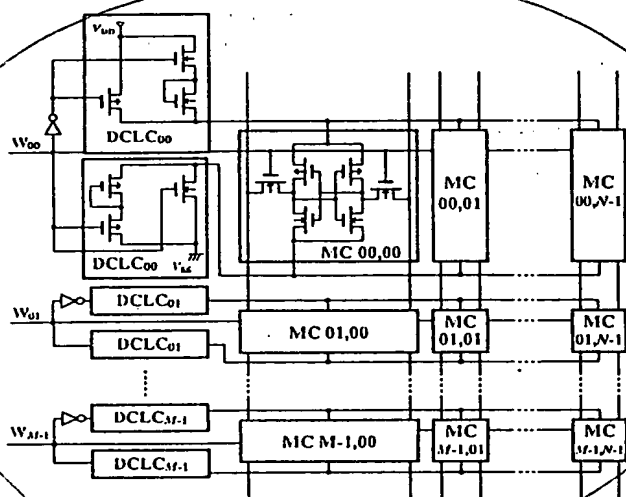 VDD
DCLC00
W00
DCLC00
MC 00,00
MC
00,01
MC
00,N-1
W01
DCLC01
DCLC01
MC 01,00
MC
01,01
MC
01,N-1
WM-1
DCLCM-1
DCLCM-1
MC M-1,00
MC
M-1,01
MC
M-1,N-1